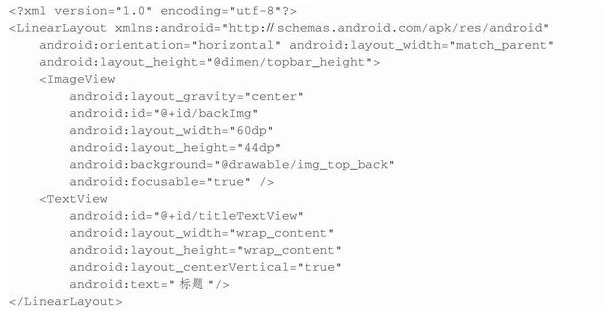 <?xml version="1.0" encoding="utf-8"?>
<LinearLayout xmlns:android="http://schemas.android.com/apk/res/android"
android:orientation="horizontal" android:layout_width="match_parent"
android:layout_height="@dimen/topbar_height">
<ImageView
android:layout_gravity="center"
android:id="@+id/backImg"
android:layout_width="60dp"
android:layout_height="44dp"
android:background="@drawable/img_top_back"
android:focusable="true" />
<TextView
android:id="@+id/titleTextView"
android:layout_width="wrap_content"
android:layout_height="wrap_content"
android:layout_centerVertical="true"
android:text=" 标题 "/>
</LinearLayout>